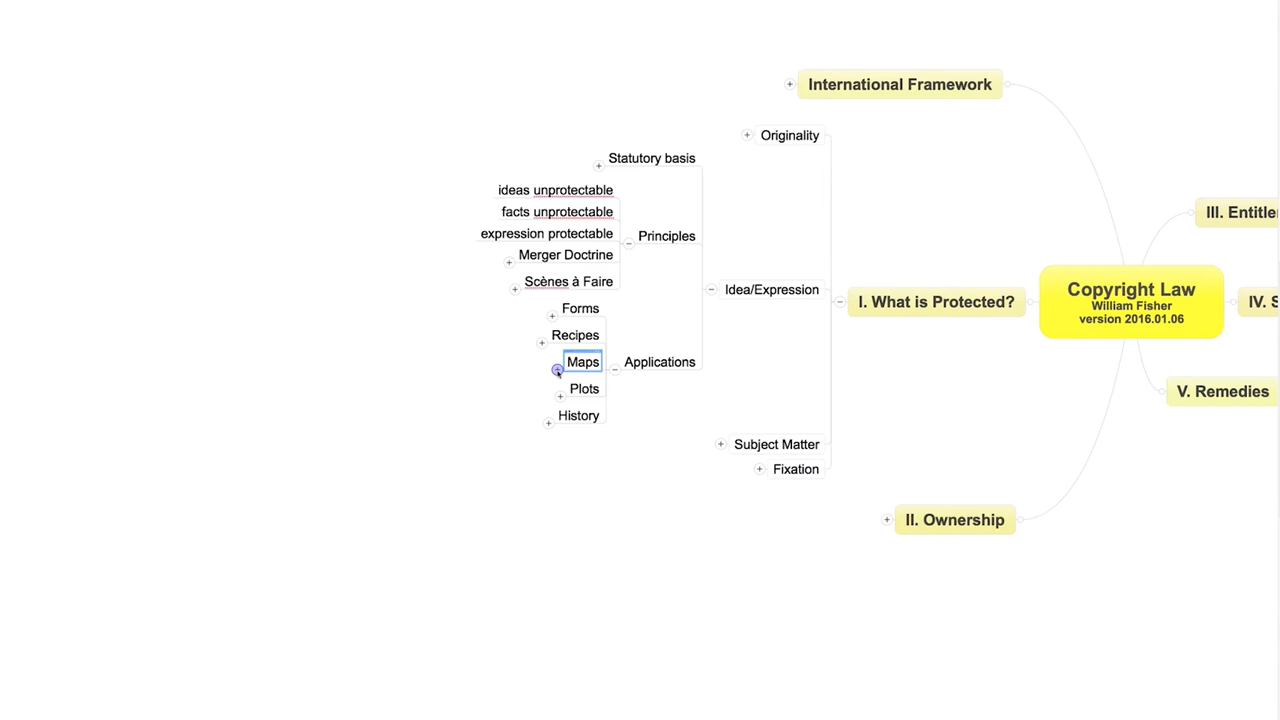 International Framework
Originality
Statutory basis
ideas unprotectable
facts unprotectable
expression protectable
Principles
Merger Doctrine
Scènes à Faire
Idea/Expression
I. What is Protected?
Forms
Recipes
Maps
Applications
Plots
History
Subject Matter
Fixation
II. Ownership
Copyright Law
William Fisher
version 2016.01.06
III. Entitle
IV. S
V. Remedies